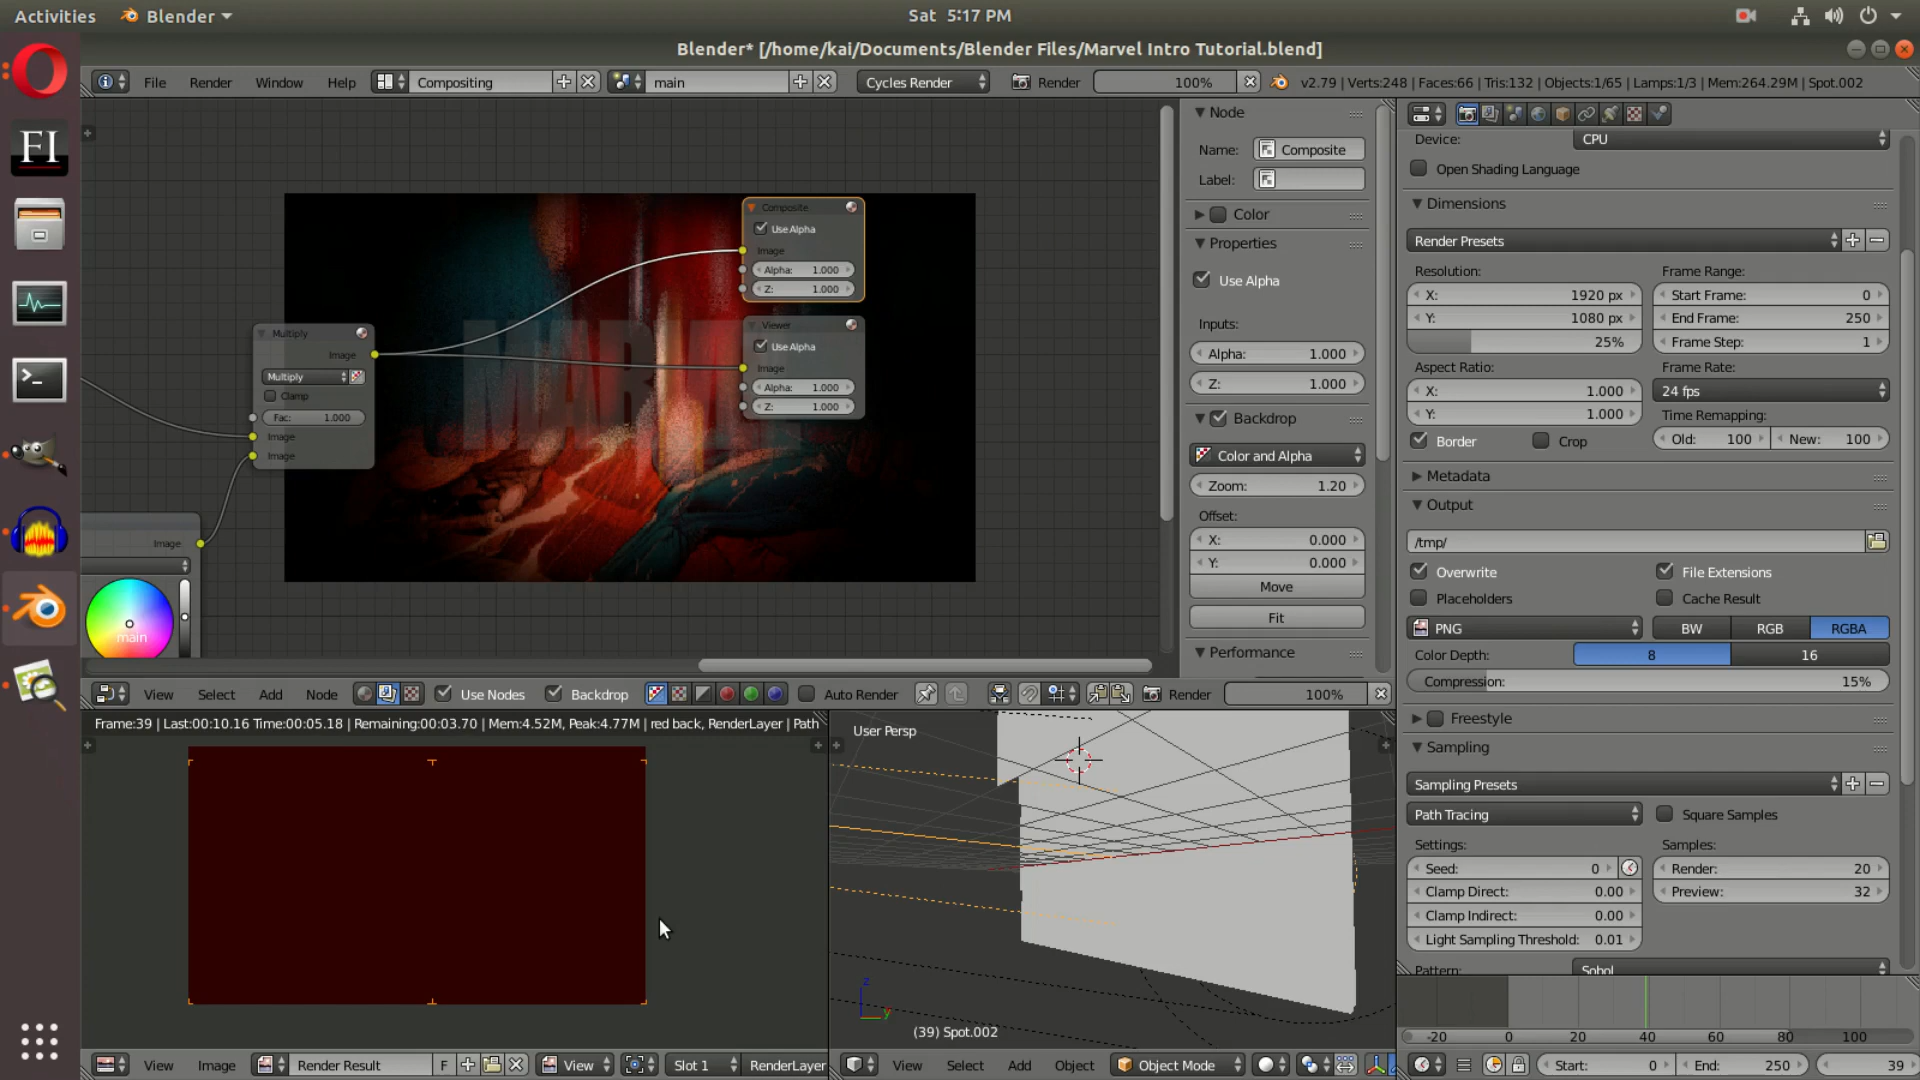 Activities
Blender
Sat 5:17 PM
Blender* [/home/kai/Documents/Blender Files/Marvel Intro Tutorial.blend]
File Render Window Help Compositing main Cycles Render Render 100% v2.79 | Verts:248 | Faces:66 | Tris:132 | Objects:1/65 | Lamps:1/3 | Mem:264.29M | Spot.002
FI
Composite
Use Alpha
Image
Alpha: 1.000
Z: 1.000
Viewer
Use Alpha
Image
Alpha: 1.000
Z: 1.000
Multiply
Image
Multiply
Clamp
Fac: 1.000
Image
Image
Image
main
Node
Name: Composite
Label:
Color
Properties
Use Alpha
Inputs:
Alpha: 1.000
Z: 1.000
Backdrop
Color and Alpha
Zoom: 1.20
Offset:
X: 0.000
Y: 0.000
Move
Fit
Performance
Device: CPU
Open Shading Language
Dimensions
Render Presets
Resolution: Frame Range:
X: 1920 px Start Frame: 0
Y: 1080 px End Frame: 250
25% Frame Step: 1
Aspect Ratio: Frame Rate:
X: 1.000 24 fps
Y: 1.000 Time Remapping:
Border Crop Old: 100 New: 100
Metadata
Output
/tmp/
Overwrite File Extensions
Placeholders Cache Result
PNG BW RGB RGBA
Color Depth: 8 16
Compression: 15%
Freestyle
Sampling
Sampling Presets
Path Tracing Square Samples
Settings: Samples:
Seed: 0 Render: 20
Clamp Direct: 0.00 Preview: 32
Clamp Indirect: 0.00
Light Sampling Threshold: 0.01
Pattern: Sobol
View Select Add Node Use Nodes Backdrop Auto Render Render 100%
Frame:39 | Last:00:10.16 Time:00:05.18 | Remaining:00:03.70 | Mem:4.52M, Peak:4.77M | red back, RenderLayer | Path
User Persp
z
y
(39) Spot.002
-20 0 20 40 60 80 100
View Image Render Result F View Slot 1 RenderLayer
View Select Add Object Object Mode
Start: 0 End: 250 39